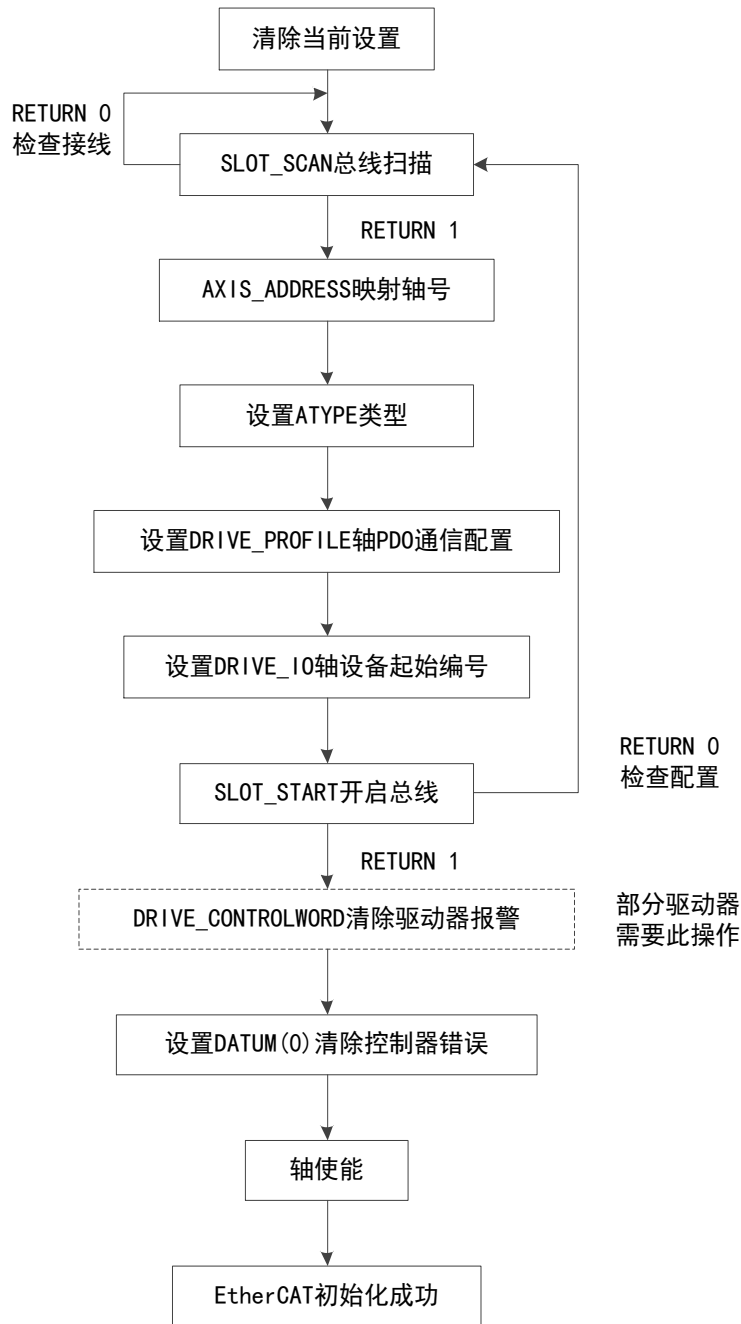 清除当前设置
RETURN 0
检查接线
SLOT_SCAN总线扫描
RETURN 1
AXIS_ADDRESS映射轴号
设置ATYPE类型
设置DRIVE_PROFILE轴PDO通信配置
设置DRIVE_IO轴设备起始编号
RETURN 0
检查配置
SLOT_START开启总线
RETURN 1
DRIVE_CONTROLWORD清除驱动器报警
部分驱动器
需要此操作
设置DATUM(0)清除控制器错误
轴使能
EtherCAT初始化成功